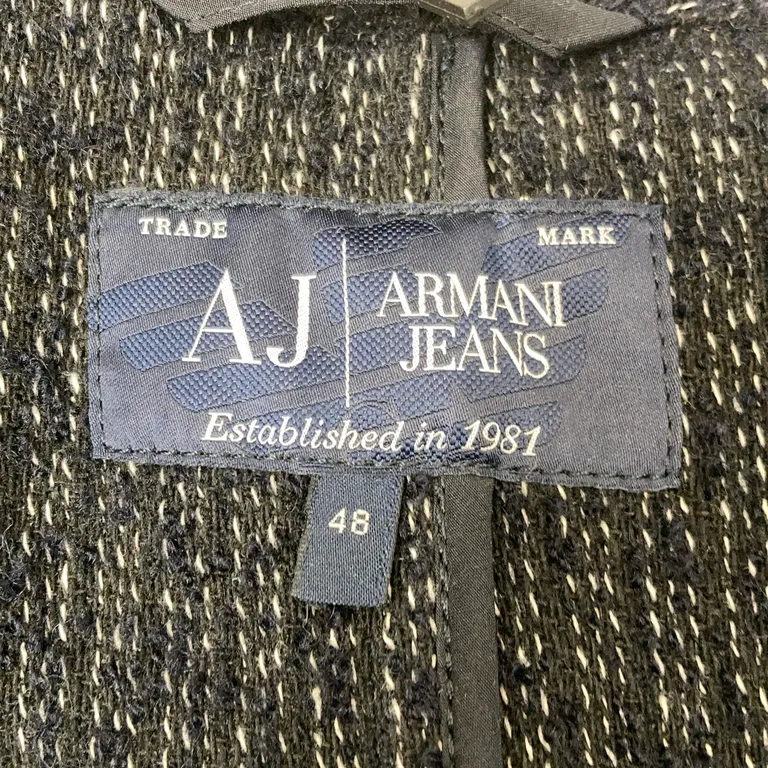 TRADE MARK
AJ ARMANI
JEANS
Established in 1981
48